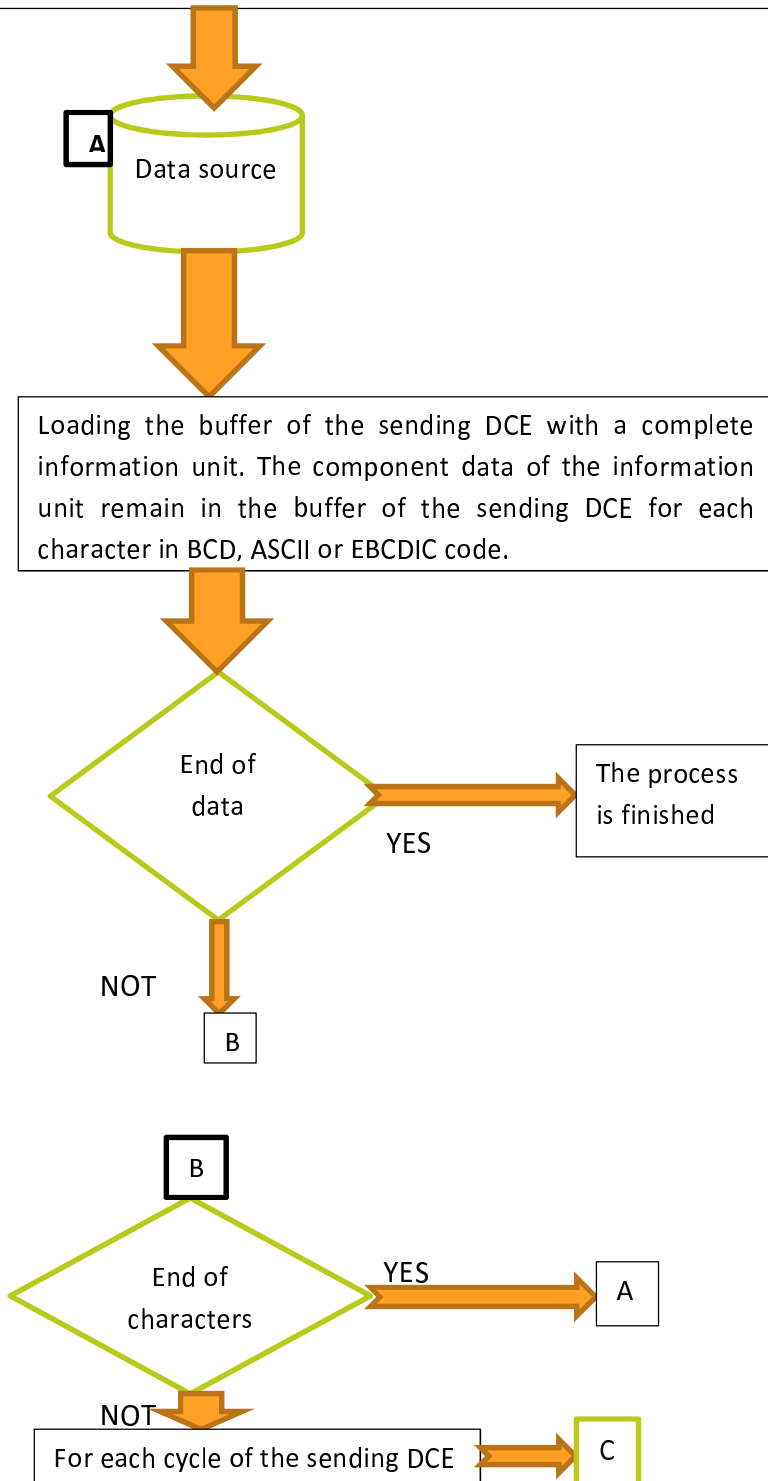 A
Data source
Loading the buffer of the sending DCE with a complete
information unit. The component data of the information
unit remain in the buffer of the sending DCE for each
character in BCD, ASCII or EBCDIC code.
End of
data
YES
The process
is finished
NOT
B
B
End of
characters
YES
A
NOT
For each cycle of the sending DCE
C